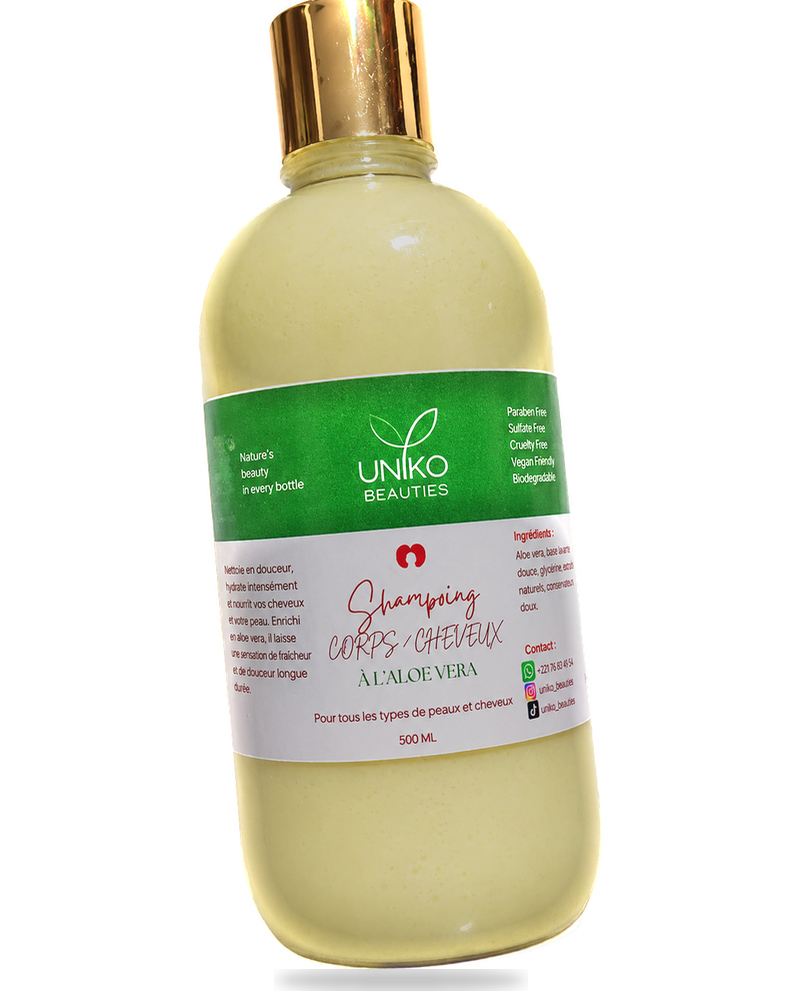 UNIKO
BEAUTIES
Nature's
beauty
in every bottle
Paraben Free
Sulfate Free
Cruelty Free
Vegan Friendly
Biodegradable
Nettoie en douceur,
hydrate intensément
et nourrit vos cheveux
et votre peau. Enrichi
en aloe vera, il laisse
une sensation de fraîcheur
et de douceur longue
durée.
Shampoing
CORPS / CHEVEUX
À L'ALOE VERA
Pour tous les types de peaux et cheveux
500 ML
Ingrédients :
Aloe vera, base lavante
douce, glycérine, extraits
naturels, conservateurs
doux.
Contact :
+221 76 83 49 54
uniko_beauties
uniko_beauties